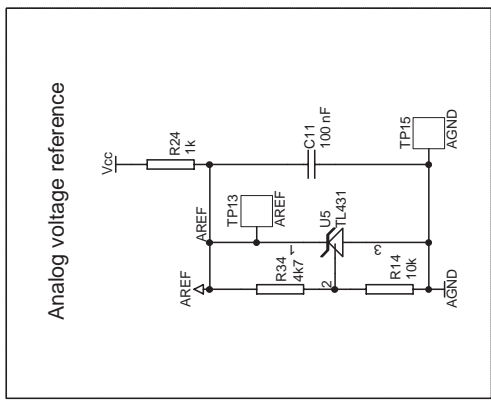 Analog voltage reference
Vcc
R24
1k
AREF
AREF
TP13
AREF
C11
100 nF
1
U5
TL431
R34
4k7
2
3
R14
10k
TP15
AGND
AGND